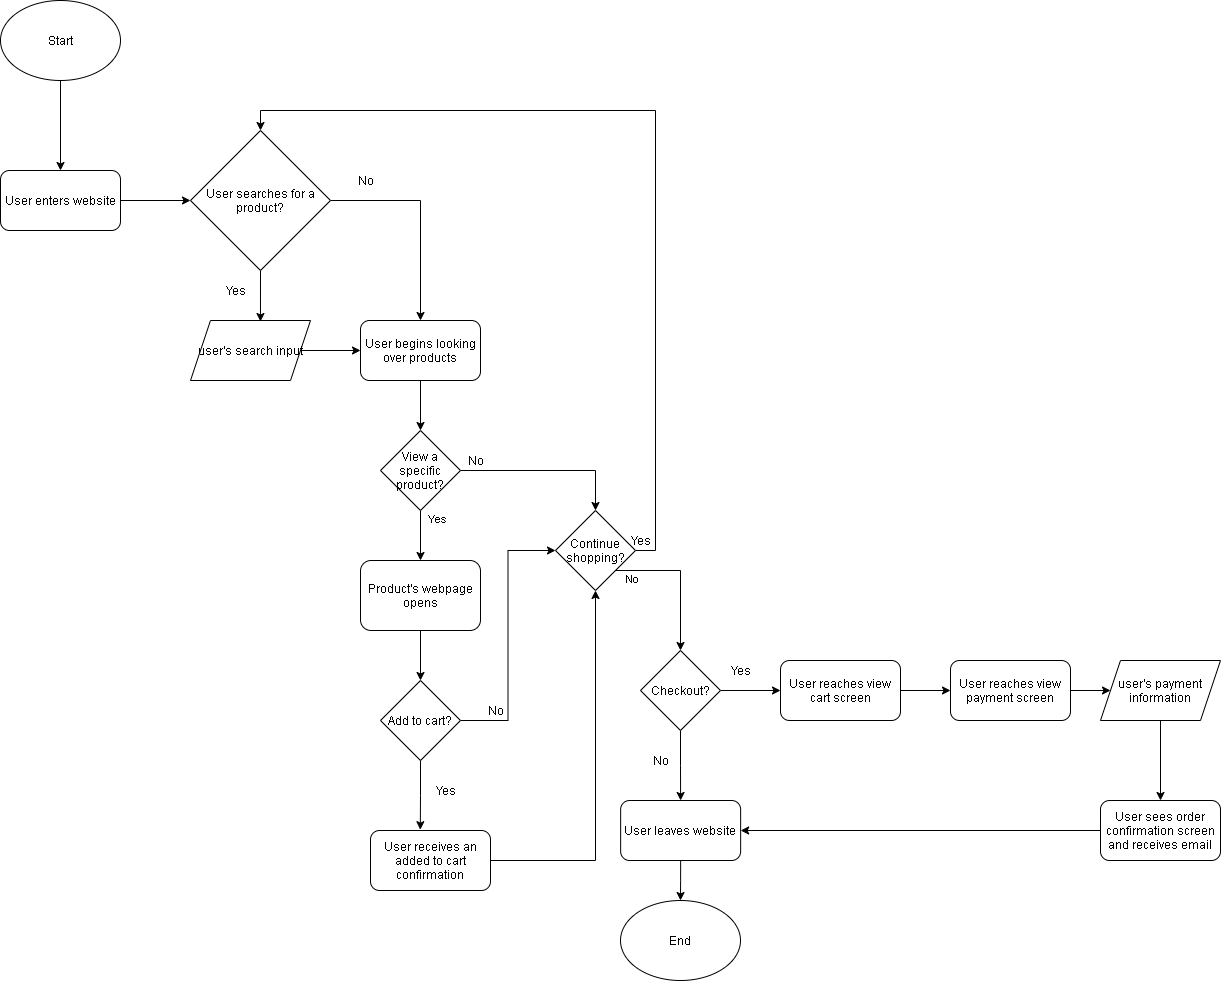 Start
User enters website
User searches for a
product?
No
Yes
user's search input
User begins looking
over products
View a
specific
product?
No
Yes
Continue
shopping?
Yes
No
Product's webpage
opens
Add to cart?
No
Yes
User receives an
added to cart
confirmation
Checkout?
Yes
No
User reaches view
cart screen
User reaches view
payment screen
user's payment
information
User sees order
confirmation screen
and receives email
User leaves website
End